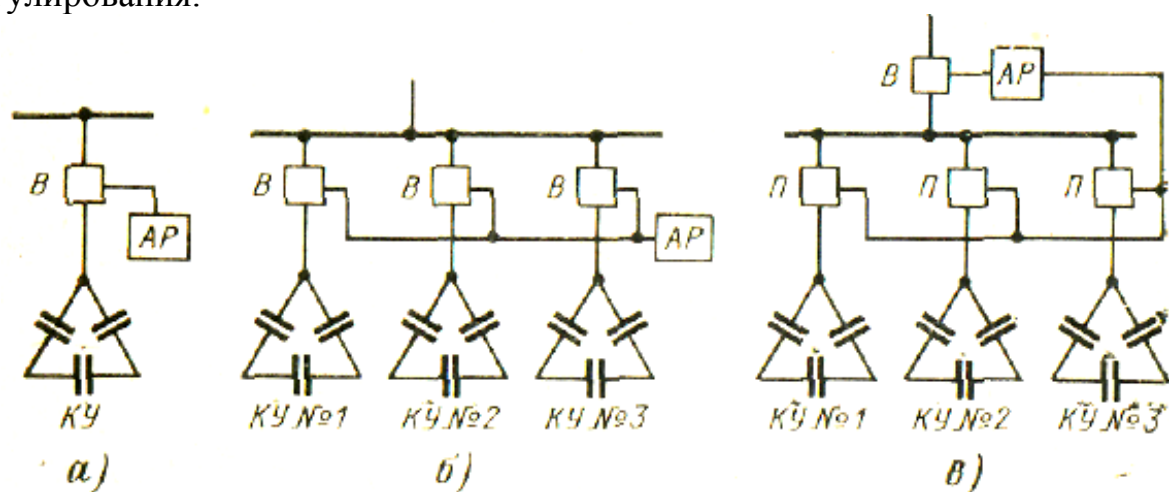 улирования.
В АР
В В В П П П
АР АР
КУ КУ №1 КУ №2 КУ №3 КУ №1 КУ №2 КУ №3
а) б) в)